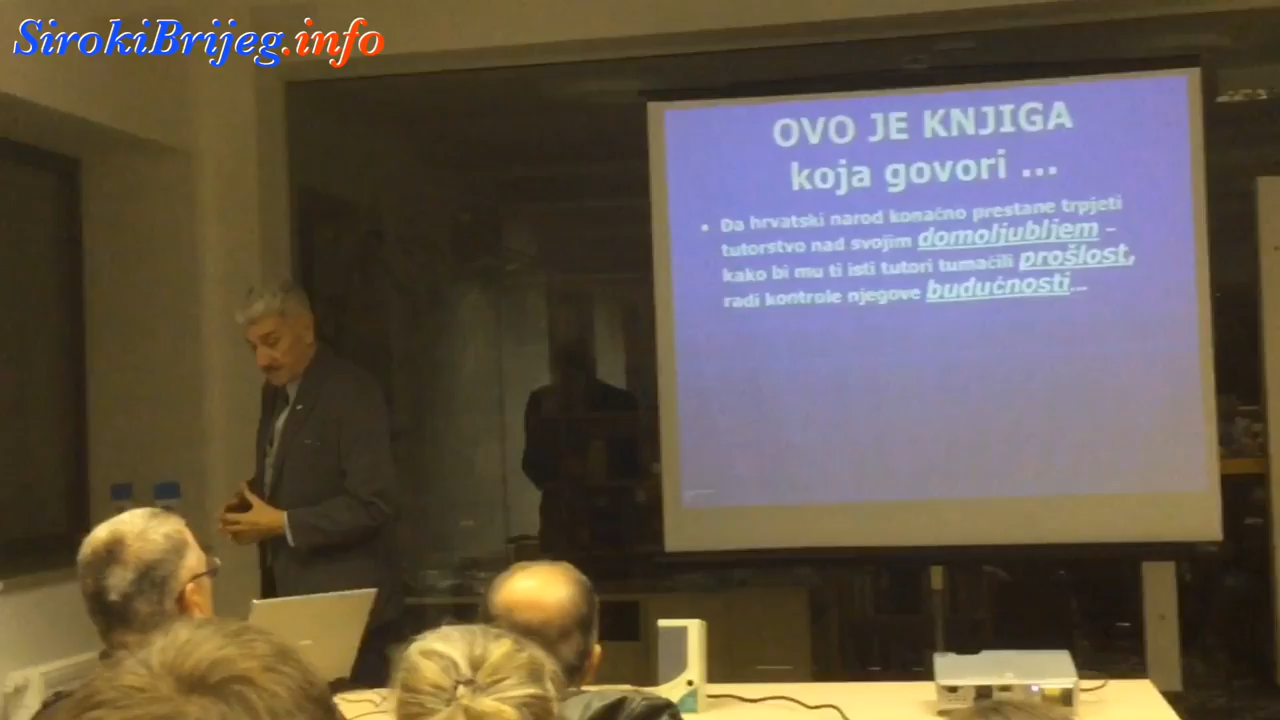 SirokiBrijeg.info
OVO JE KNJIGA
koja govori ...
• Da hrvatski narod konačno prestane trpjeti
tutorstvo nad svojim domoljubljem –
kako bi mu ti isti tutori tumačili prošlost,
radi kontrole njegove budućnosti...